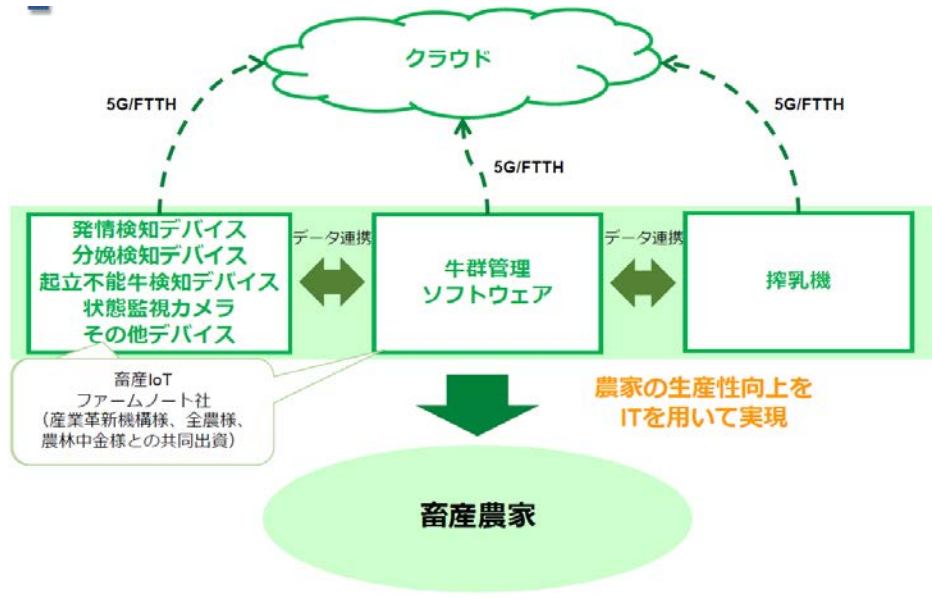 クラウド
5G/FTTH
5G/FTTH
5G/FTTH
発情検知デバイス
分娩検知デバイス
起立不能牛検知デバイス
状態監視カメラ
その他デバイス
データ連携
牛群管理
ソフトウェア
データ連携
搾乳機
畜産IoT
ファームノート社
（産業革新機構様、全農様、
農林中金様との共同出資）
農家の生産性向上を
ITを用いて実現
畜産農家